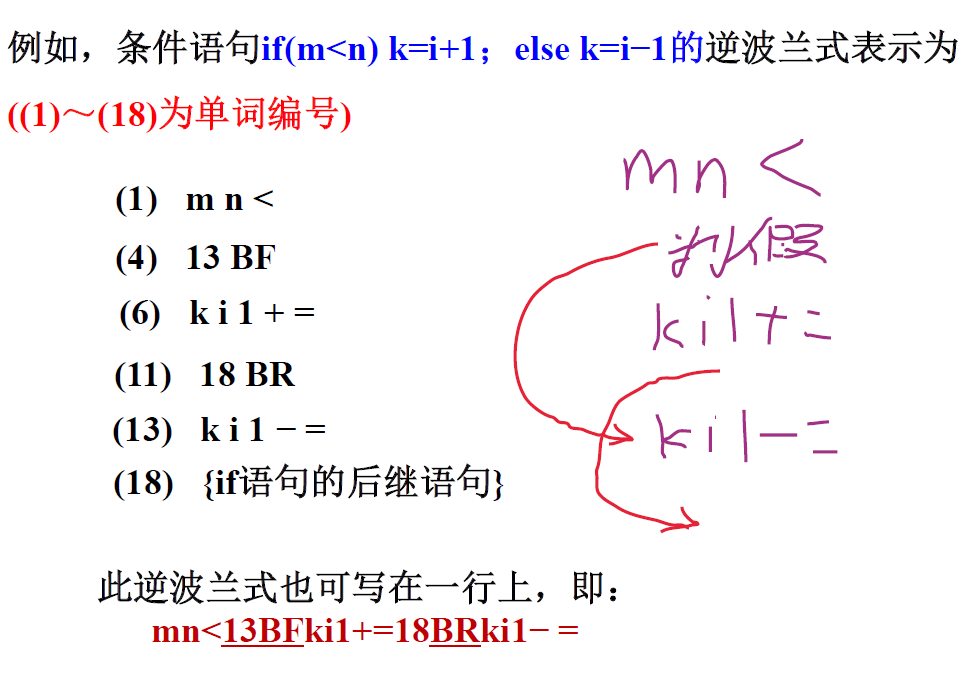 例如，条件语句if(m<n) k=i+1；else k=i−1的逆波兰式表示为
((1)～(18)为单词编号)
(1) m n <
(4) 13 BF
(6) k i 1 + =
(11) 18 BR
(13) k i 1 − =
(18) {if语句的后继语句}
mn<
判假
ki1+=
ki1−=
此逆波兰式也可写在一行上，即：
mn<13BFki1+=18BRki1− =